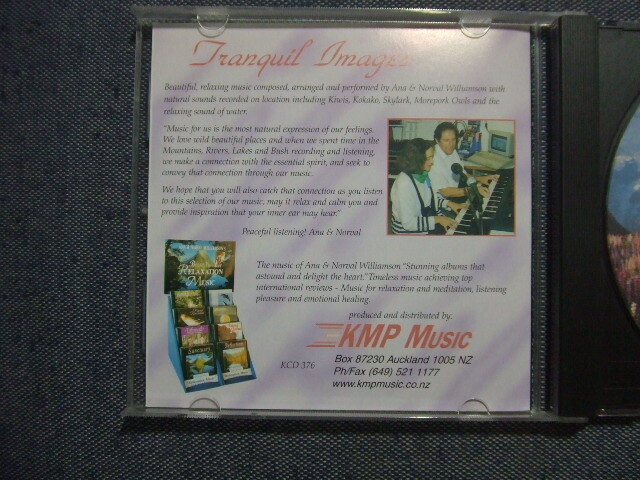 Tranquil Images
Beautiful, relaxing music composed, arranged and performed by Ana & Norval Williamson with
natural sounds recorded on location including Kiwis, Kokako, Skylark, Morepork Owls and the
relaxing sound of water.
"Music for us is the most natural expression of our feelings.
We love wild beautiful places and when we spent time in the
Mountains, Rivers, Lakes and Bush recording and listening,
we make a connection with the essential spirit, and seek to
convey that connection through our music.
We hope that you will also catch that connection as you listen
to this selection of our music, may it relax and calm you and
provide inspiration that your inner ear may hear."
Peaceful listening! Ana & Norval
RELAXATION
MUSIC
Sanctuary
The music of Ana & Norval Williamson "Stunning albums that
astound and delight the heart." Timeless music achieving top
international reviews - Music for relaxation and meditation, listening
pleasure and emotional healing.
produced and distributed by:
KMP MUSIC
KCD 376
Box 87230 Auckland 1005 NZ
Ph/Fax (649) 521 1177
www.kmpmusic.co.nz